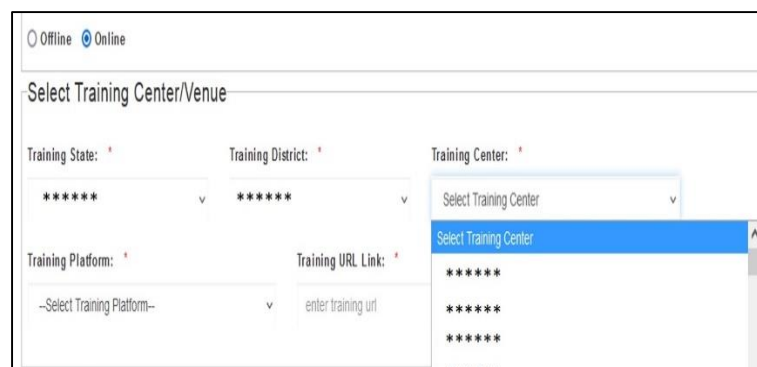 Offline Online
Select Training Center/Venue
Training State: * Training District: * Training Center: *
****** ****** Select Training Center
Select Training Center
Training Platform: * Training URL Link: *
******
--Select Training Platform-- enter training url
******
******